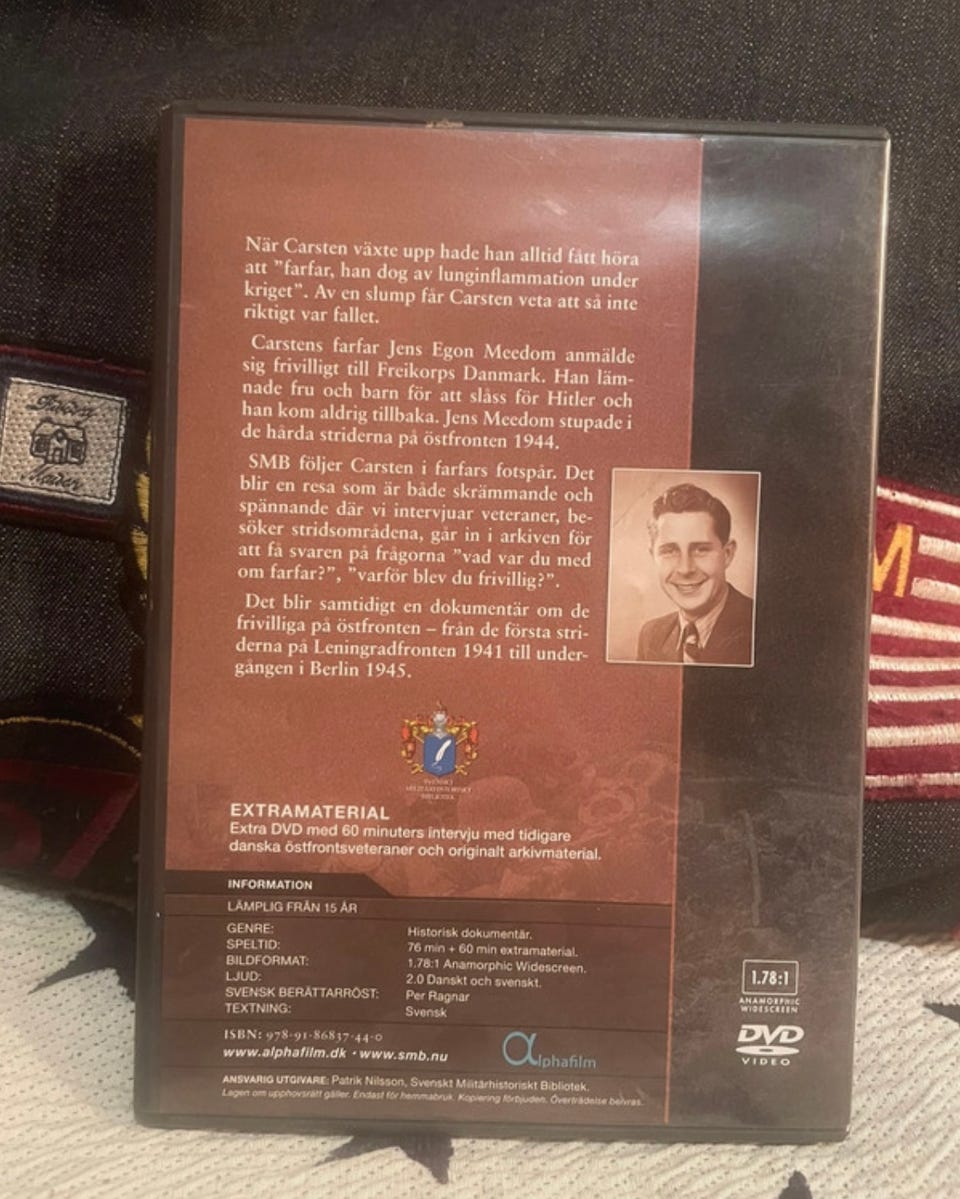 När Carsten växte upp hade han alltid fått höra
att "farfar, han dog av lunginflammation under
kriget". Av en slump får Carsten veta att så inte
riktigt var fallet.
Carstens farfar Jens Egon Meedom anmälde
sig frivilligt till Freikorps Danmark. Han läm-
nade fru och barn för att slåss för Hitler och
han kom aldrig tillbaka. Jens Meedom stupade i
de hårda striderna på östfronten 1944.
SMB följer Carsten i farfars fotspår. Det
blir en resa som är både skrämmande och
spännande där vi intervjuar veteraner, be-
söker stridsområdena, går in i arkiven för
att få svaren på frågorna "vad var du med
om farfar?", "varför blev du frivillig?".
Det blir samtidigt en dokumentär om de
frivilliga på östfronten – från de första stri-
derna på Leningradfronten 1941 till under-
gången i Berlin 1945.
SVENSKT
MILITÄRHISTORISKT
BIBLIOTEK
EXTRAMATERIAL
Extra DVD med 60 minuters intervju med tidigare
danska östfrontsveteraner och originalt arkivmaterial.
INFORMATION
LÄMPLIG FRÅN 15 ÅR
GENRE: Historisk dokumentär.
SPELTID: 76 min + 60 min extramaterial.
BILDFORMAT: 1.78:1 Anamorphic Widescreen.
LJUD: 2.0 Danskt och svenskt.
SVENSK BERÄTTARRÖST: Per Ragnar
TEXTNING: Svensk
ISBN: 978-91-86837-44-0
www.alphafilm.dk • www.smb.nu
αlphafilm
ANSVARIG UTGIVARE: Patrik Nilsson, Svenskt Militärhistoriskt Bibliotek.
Lagen om upphovsrätt gäller. Endast för hemmabruk. Kopiering förbjuden. Överträdelse beivras.
1.78:1
ANAMORPHIC
WIDESCREEN
DVD
VIDEO
M